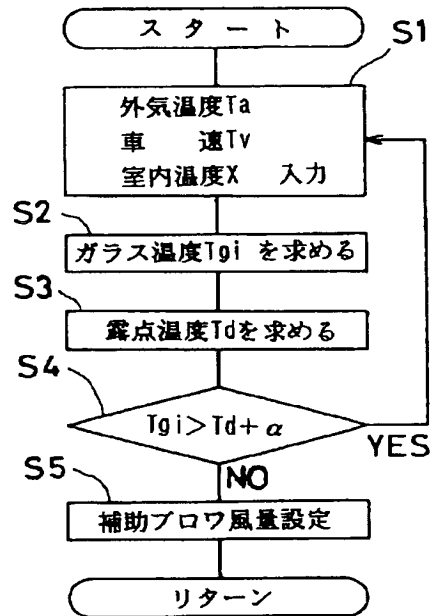 スタート
S1
外気温度Ta
車 速Tv
室内温度X 入力
S2
ガラス温度Tgi を求める
S3
露点温度Tdを求める
S4
Tgi>Td+α
YES
NO
S5
補助ブロワ風量設定
リターン